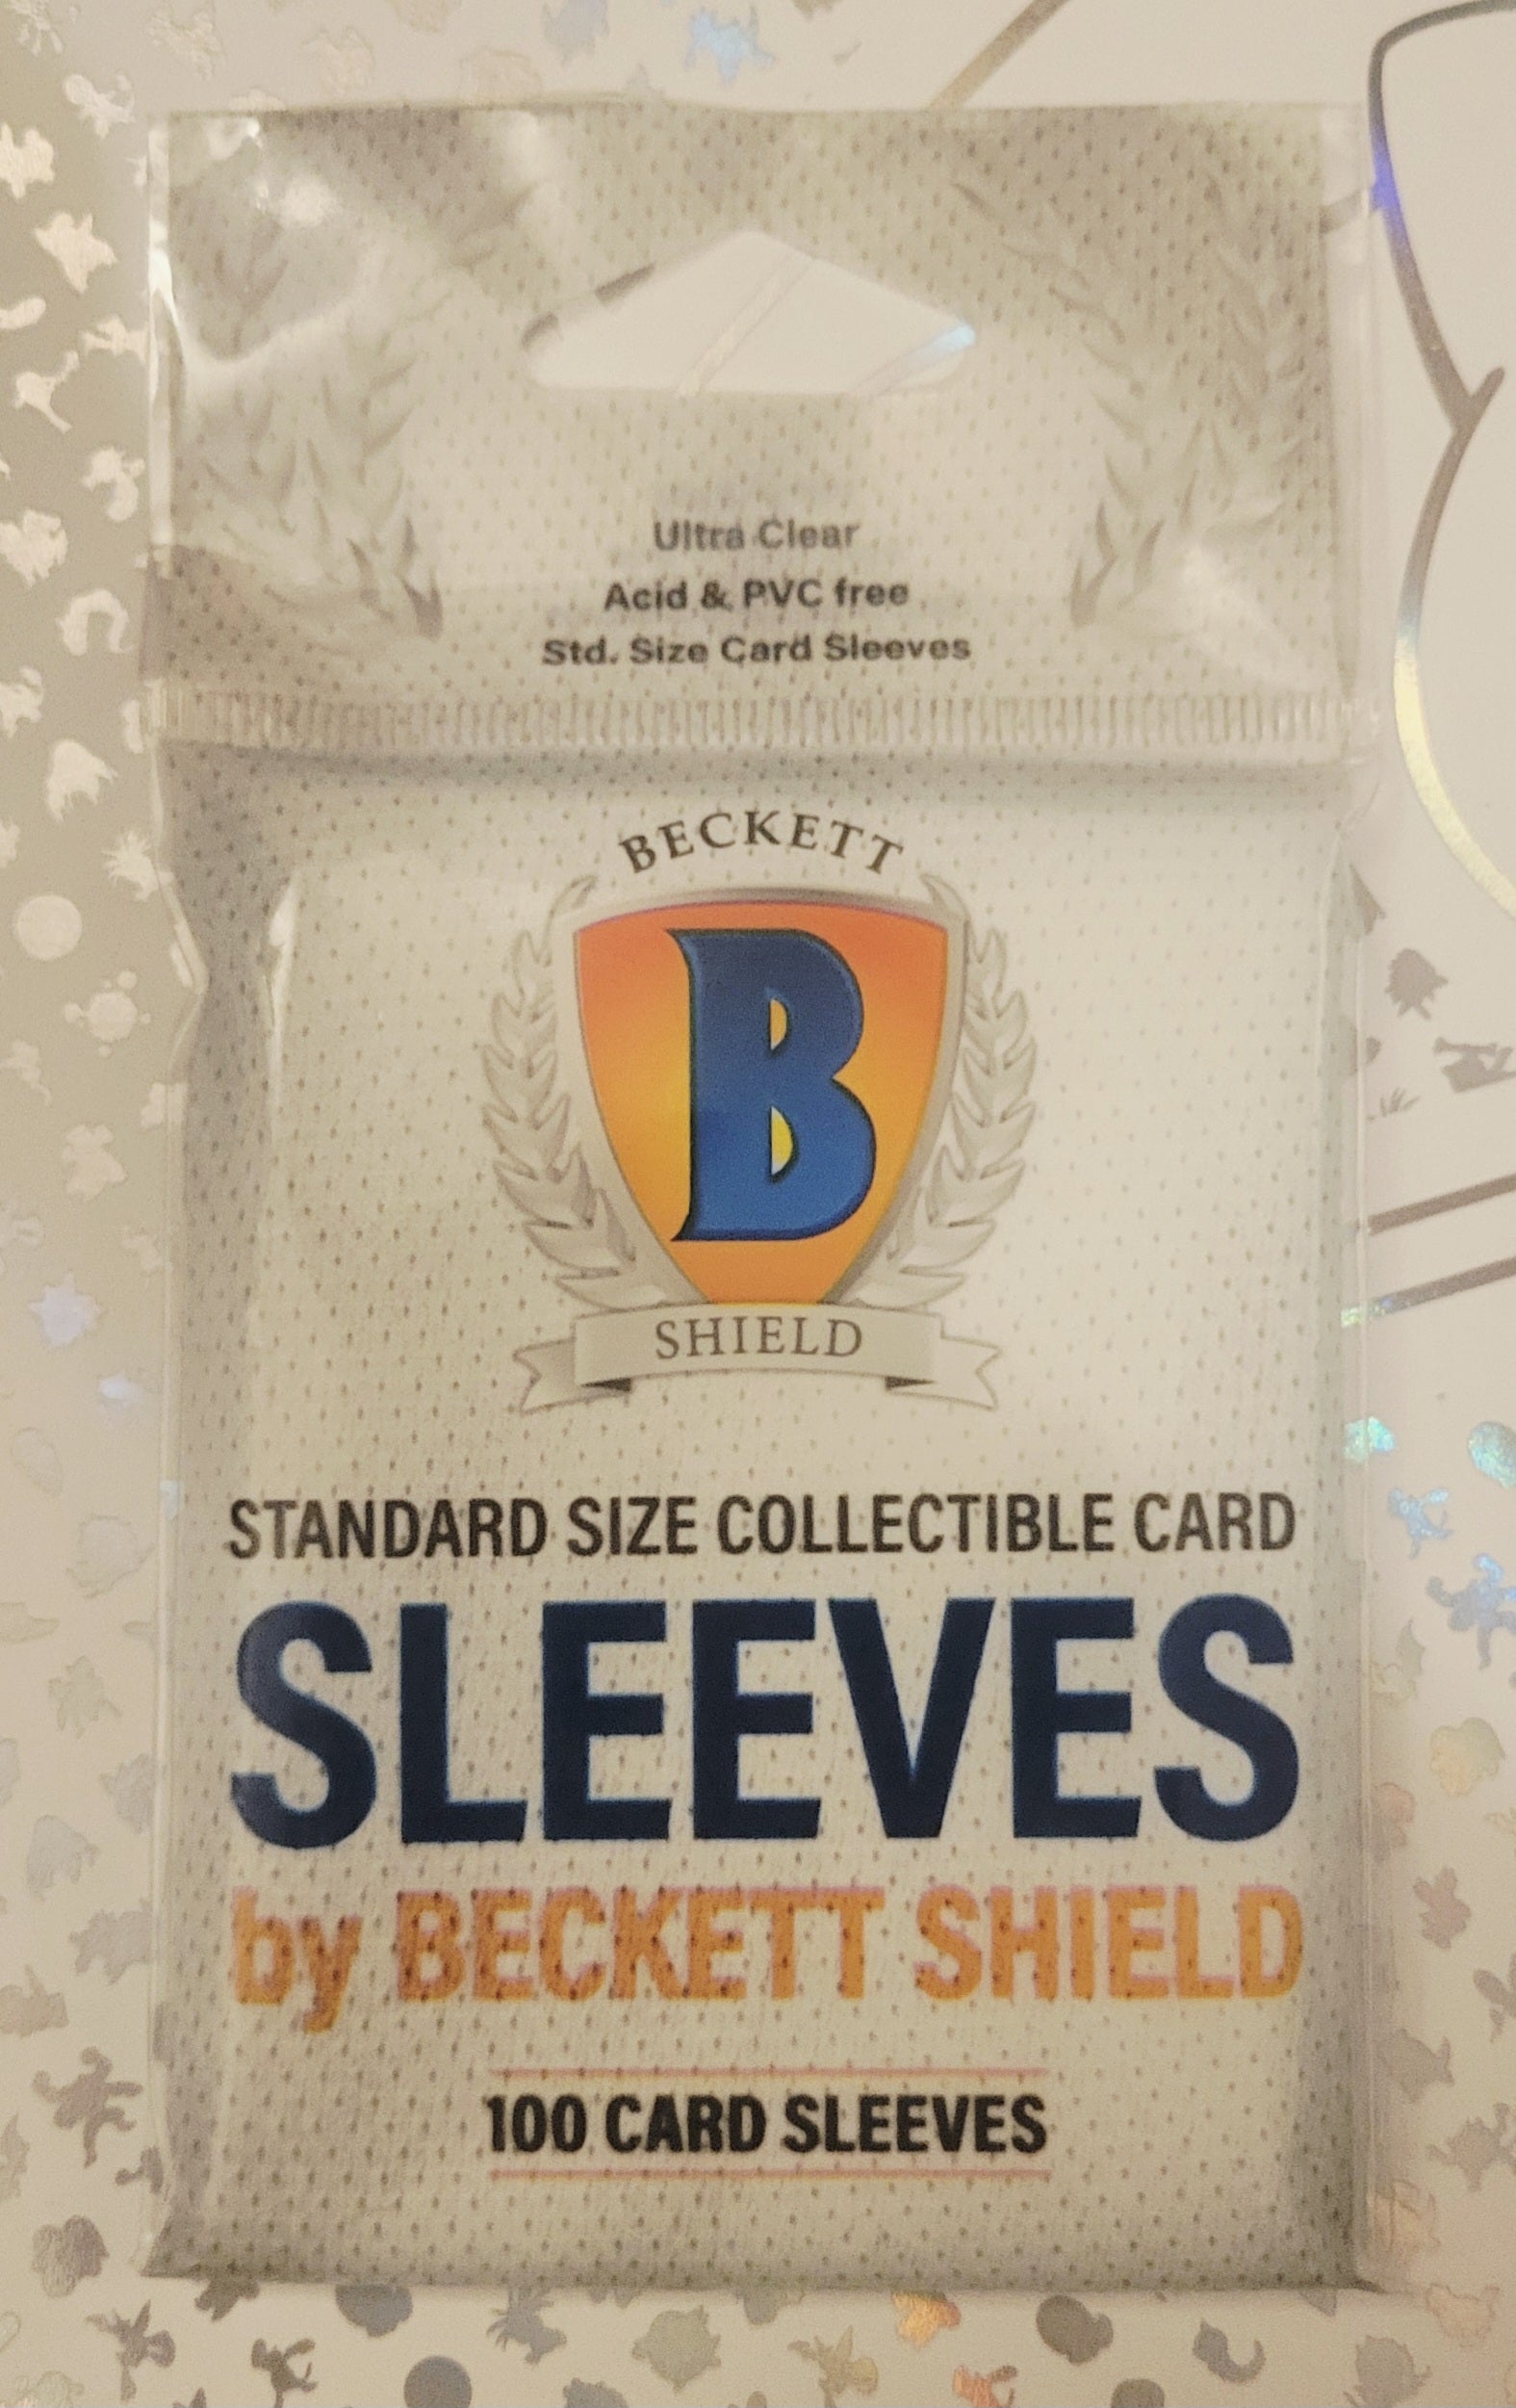 Ultra Clear
Acid & PVC free
Std. Size Card Sleeves
BECKETT
B
SHIELD
STANDARD SIZE COLLECTIBLE CARD
SLEEVES
by BECKETT SHIELD
100 CARD SLEEVES